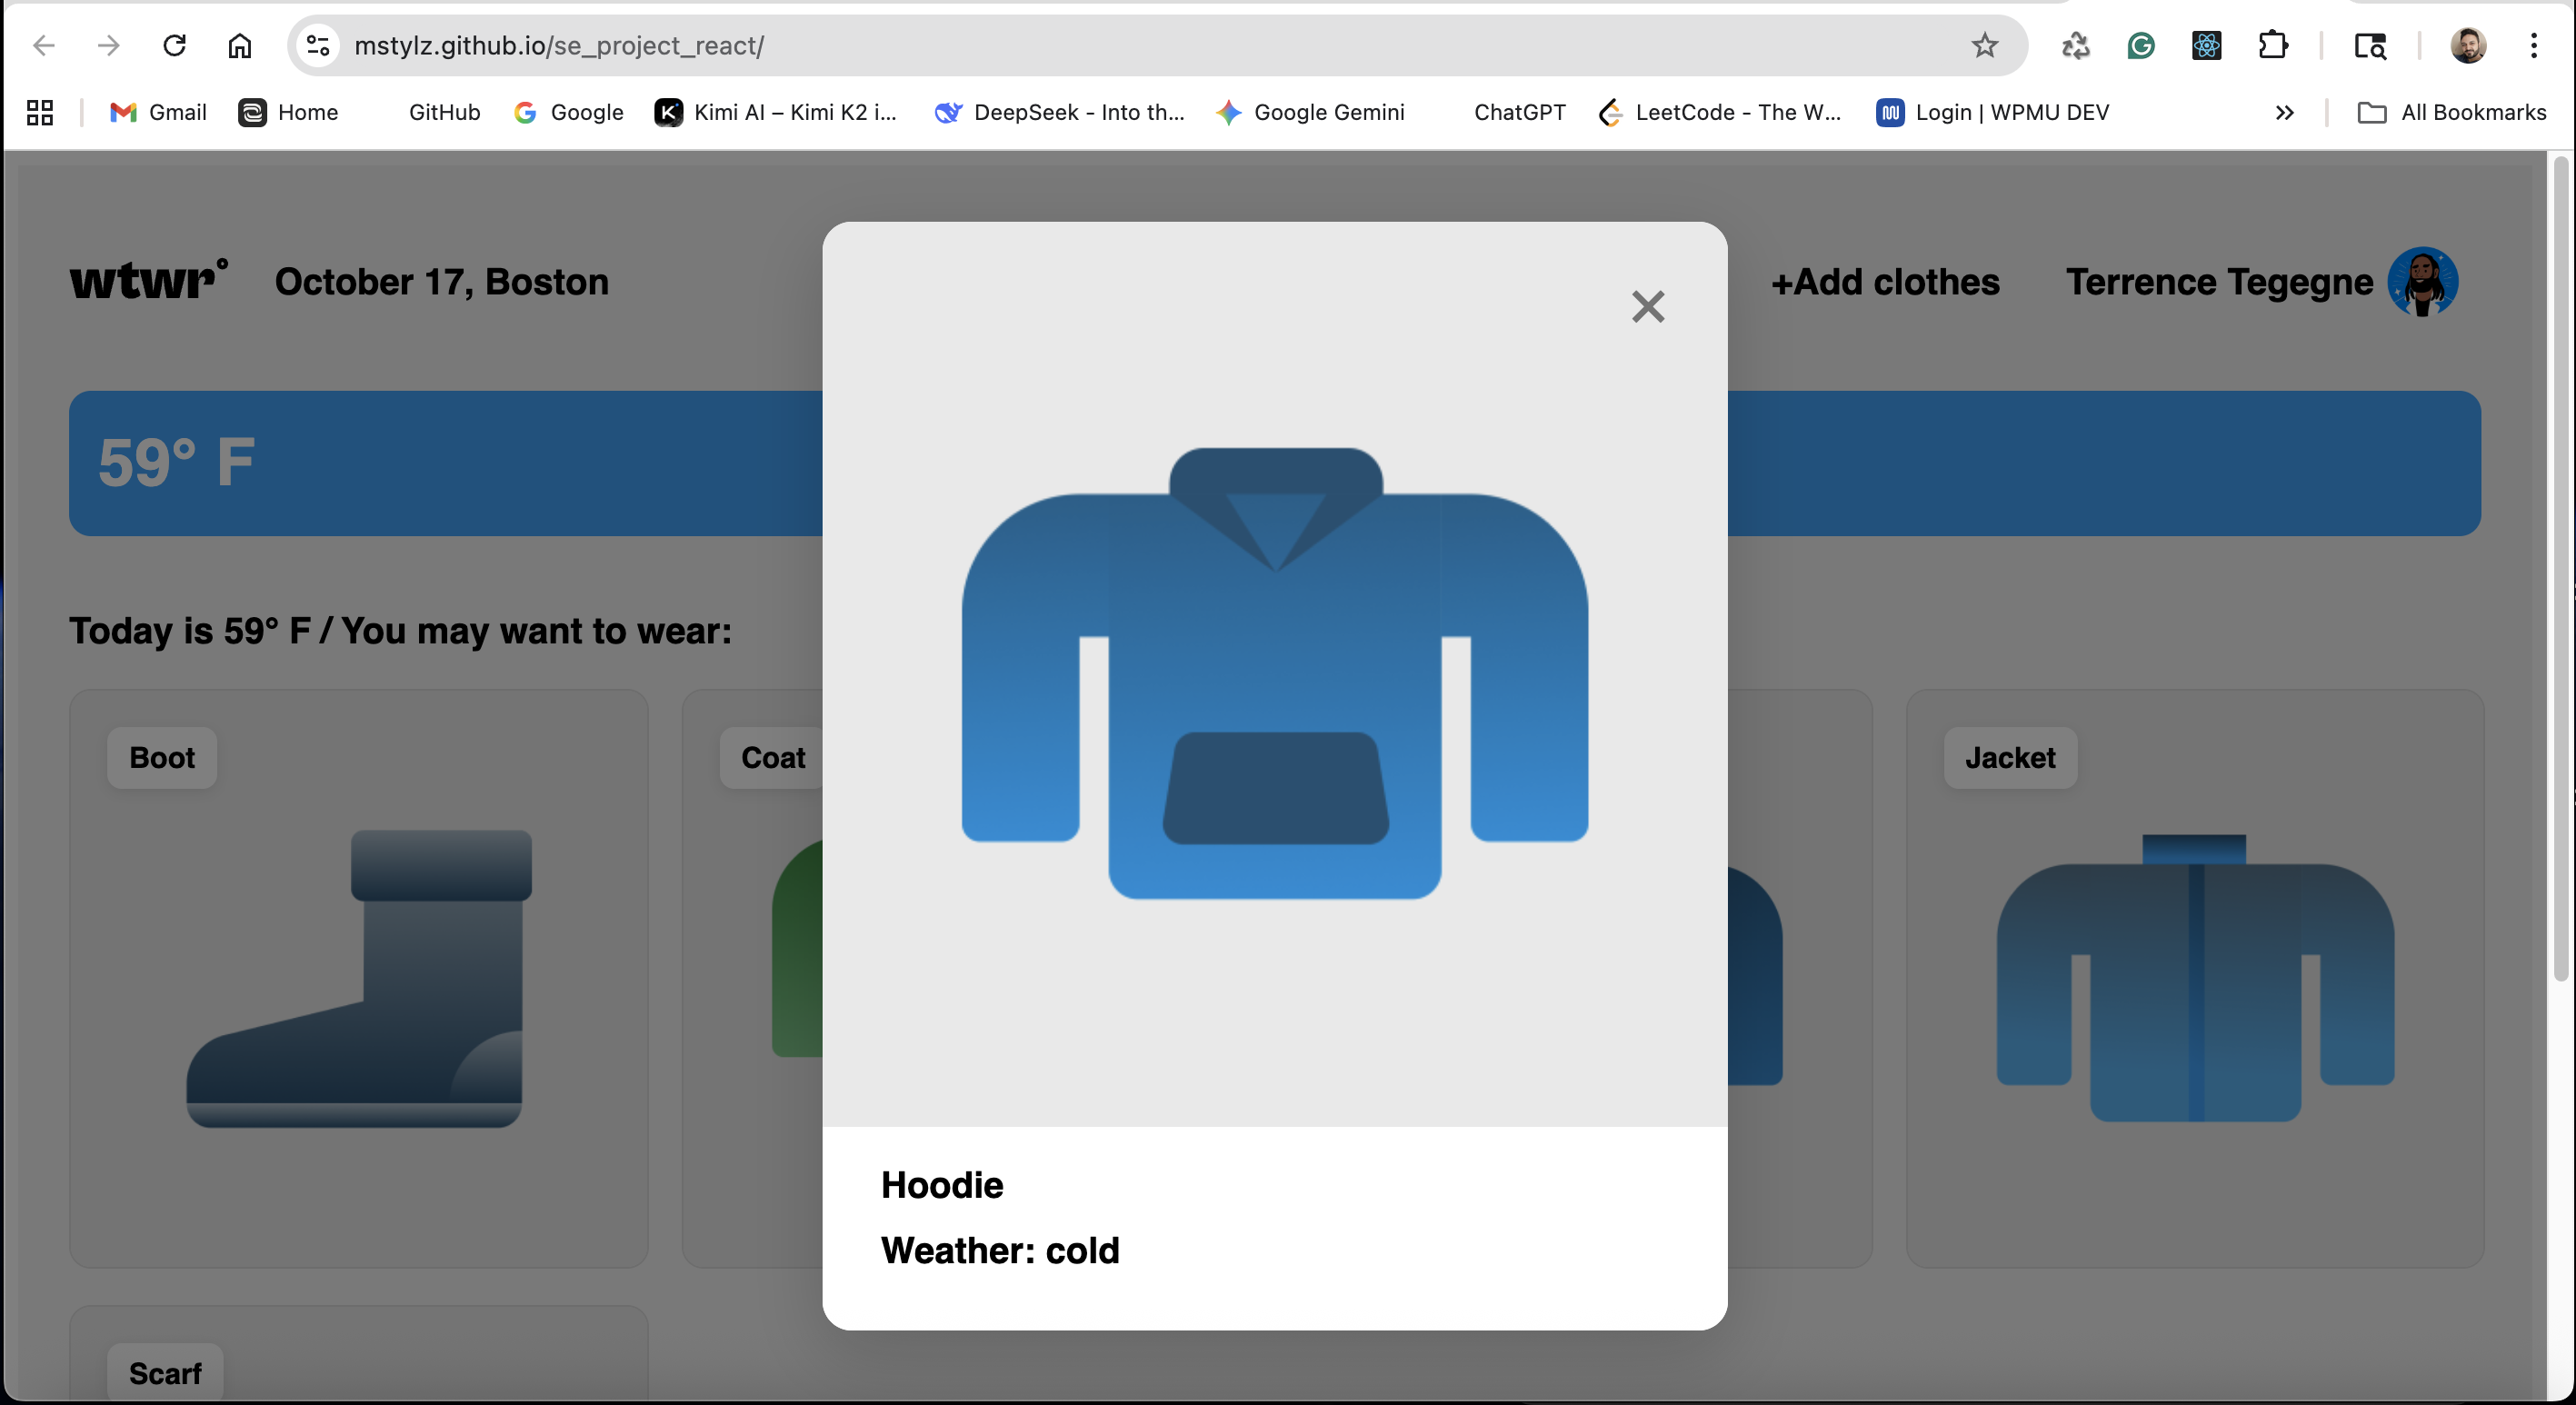 mstylz.github.io/se_project_react/
Gmail
Home
GitHub
Google
Kimi AI – Kimi K2 i...
DeepSeek - Into th...
Google Gemini
ChatGPT
LeetCode - The W...
Login | WPMU DEV
All Bookmarks
wtwr°
October 17, Boston
+Add clothes
Terrence Tegegne
59° F
Today is 59° F / You may want to wear:
Boot
Coat
Jacket
Hoodie
Weather: cold
Scarf